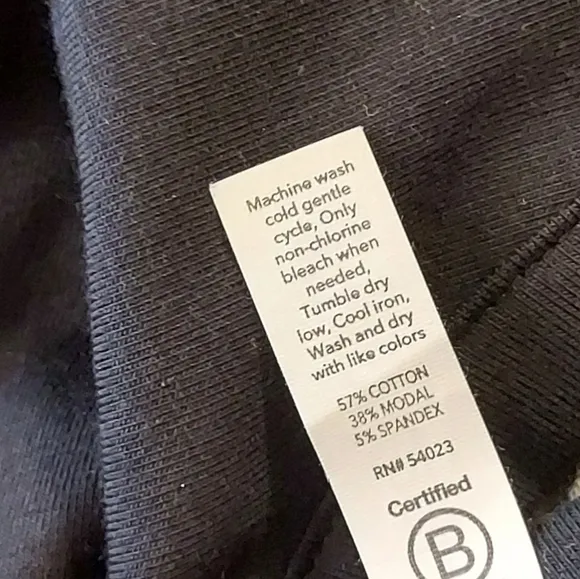 Machine wash
cold gentle
cycle, Only
non-chlorine
bleach when
needed,
Tumble dry
low, Cool iron,
Wash and dry
with like colors
57% COTTON
38% MODAL
5% SPANDEX
RN# 54023
Certified
B